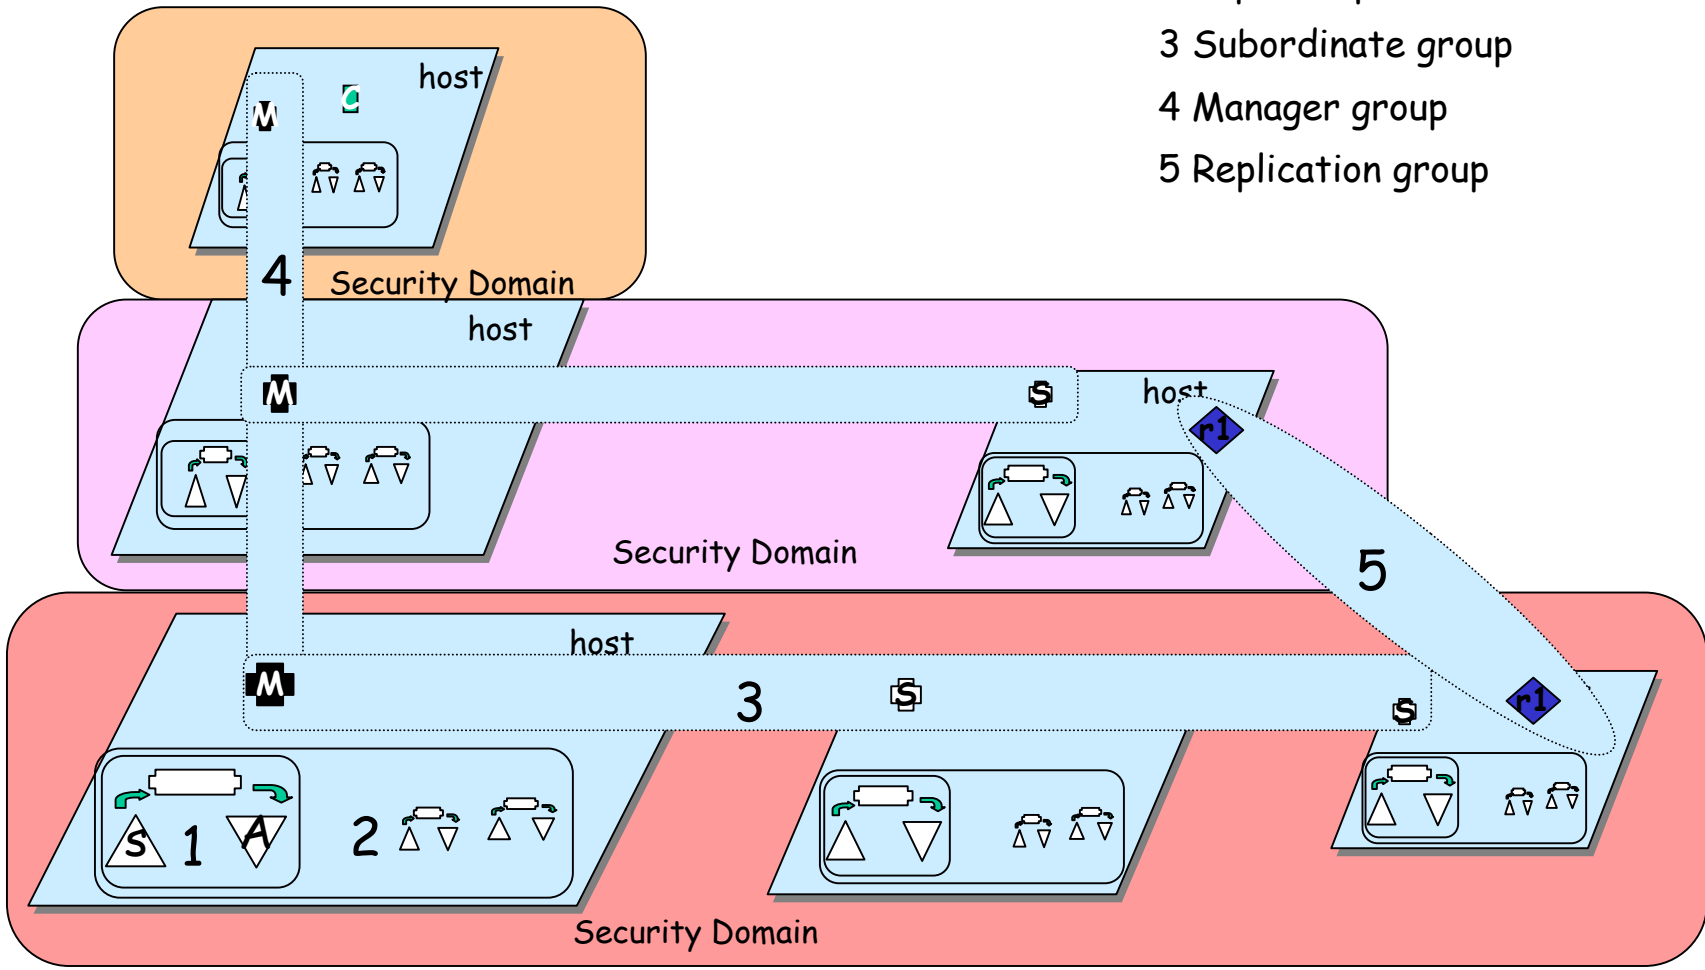 3 Subordinate group
4 Manager group
5 Replication group
host
M
C
4
Security Domain
host
M
S
host
r1
Security Domain
5
host
M
3
S
S
r1
S
1
A
2
Security Domain